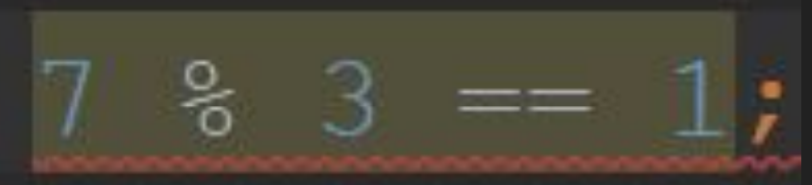 7 % 3 == 1;